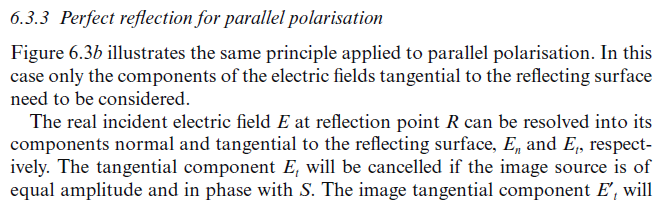 6.3.3 Perfect reflection for parallel polarisation
Figure 6.3b illustrates the same principle applied to parallel polarisation. In this
case only the components of the electric fields tangential to the reflecting surface
need to be considered.
The real incident electric field E at reflection point R can be resolved into its
components normal and tangential to the reflecting surface, Eₙ and Eₜ, respect-
ively. The tangential component Eₜ will be cancelled if the image source is of
equal amplitude and in phase with S. The image tangential component E′ₜ will